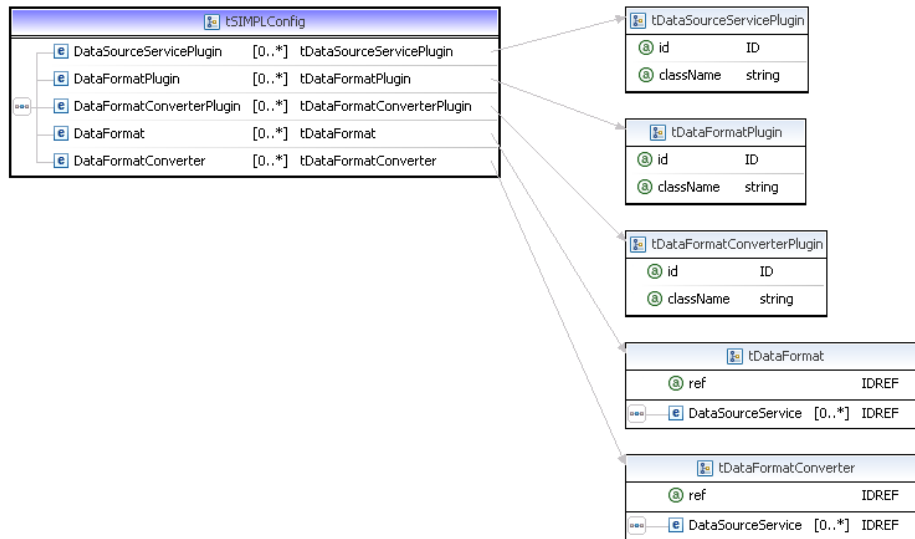 tSIMPLConfig
e DataSourceServicePlugin [0..*] tDataSourceServicePlugin
e DataFormatPlugin [0..*] tDataFormatPlugin
e DataFormatConverterPlugin [0..*] tDataFormatConverterPlugin
e DataFormat [0..*] tDataFormat
e DataFormatConverter [0..*] tDataFormatConverter
tDataSourceServicePlugin
a id ID
a className string
tDataFormatPlugin
a id ID
a className string
tDataFormatConverterPlugin
a id ID
a className string
tDataFormat
a ref IDREF
e DataSourceService [0..*] IDREF
tDataFormatConverter
a ref IDREF
e DataSourceService [0..*] IDREF